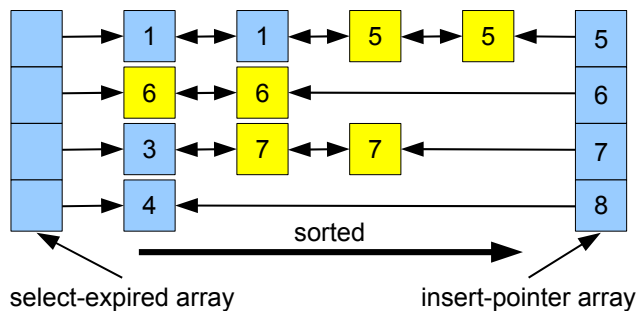 1 1 5 5 5
6 6 6
3 7 7 7
4 8
sorted
select-expired array insert-pointer array